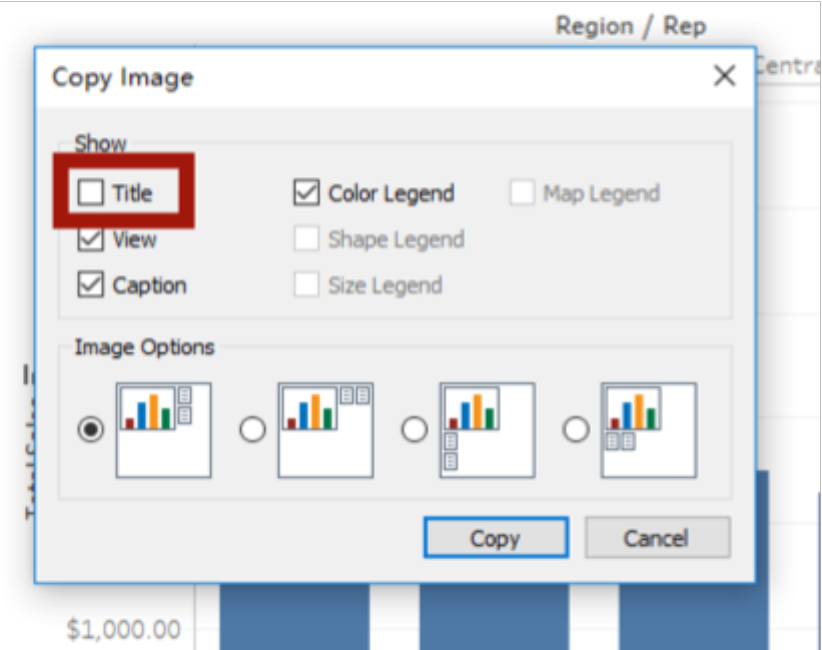 Region / Rep
Copy Image
Show
Title
Color Legend
Map Legend
View
Shape Legend
Caption
Size Legend
Image Options
Copy
Cancel
$1,000.00